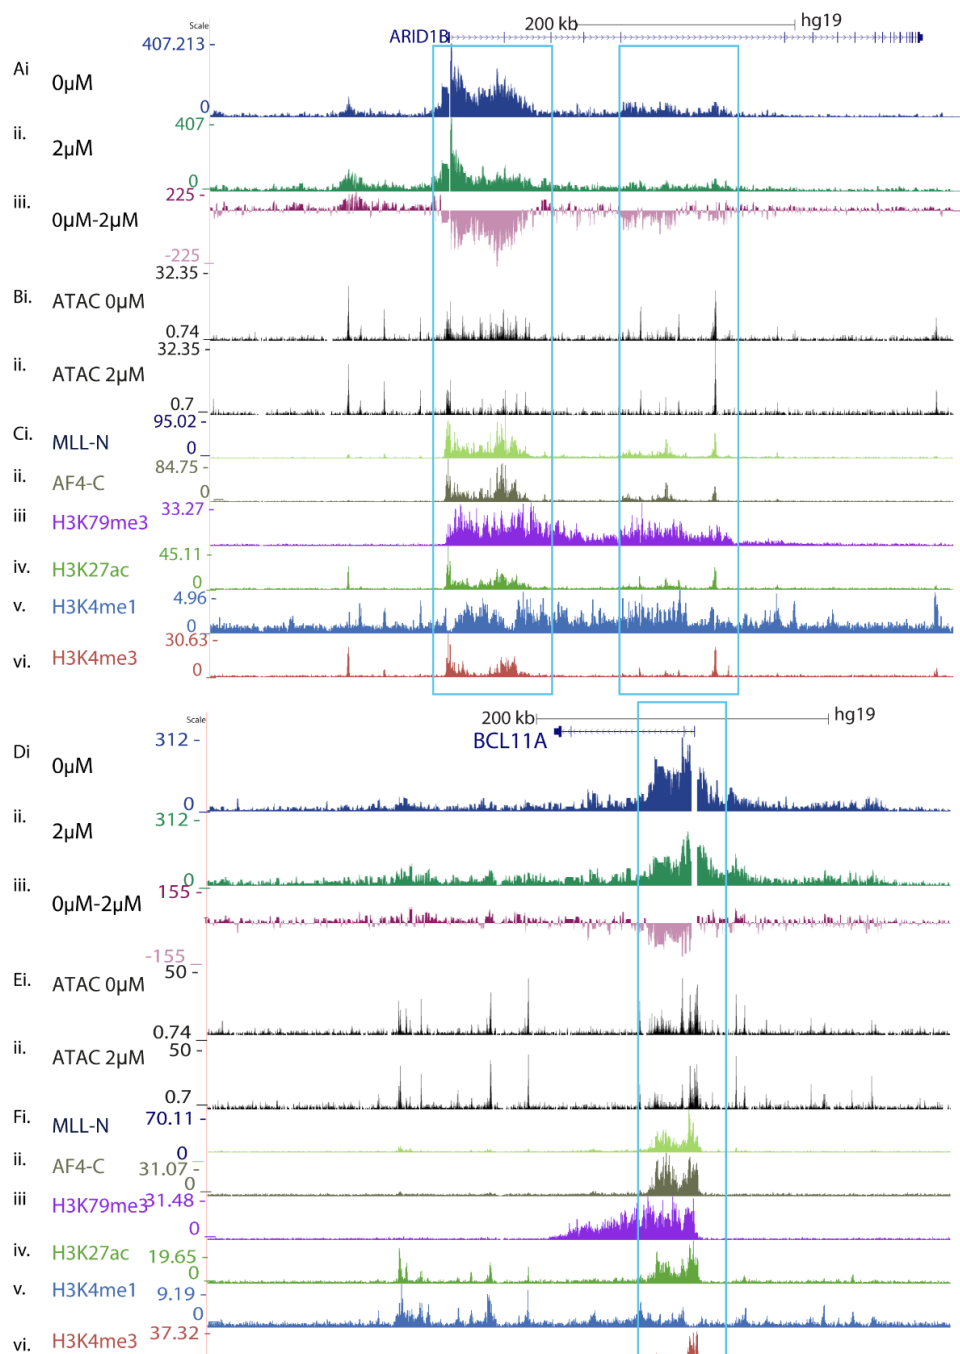 Scale 200 kb hg19
ARID1B
407.213 -
Ai 0µM
0
ii. 407 -
2µM
0
iii. 225 -
0µM-2µM
-225
32.35 -
Bi. ATAC 0µM
0.74
32.35 -
ii. ATAC 2µM
0.7
95.02 -
Ci. MLL-N 0
84.75 -
ii. AF4-C 0
iii H3K79me3 33.27 -
45.11 -
iv. H3K27ac 0
v. H3K4me1 4.96 -
0
30.63 -
vi. H3K4me3 0
Scale 200 kb hg19
BCL11A
Di 312 -
0µM
0
ii. 312 -
2µM
0
iii. 155 -
0µM-2µM
-155
50 -
Ei. ATAC 0µM
0.74
50 -
ii. ATAC 2µM
0.7
Fi. 70.11 -
MLL-N 0
ii. AF4-C 31.07 -
0
iii H3K79me3 31.48 -
0
iv. H3K27ac 19.65 -
0
v. H3K4me1 9.19 -
0
vi. H3K4me3 37.32 -